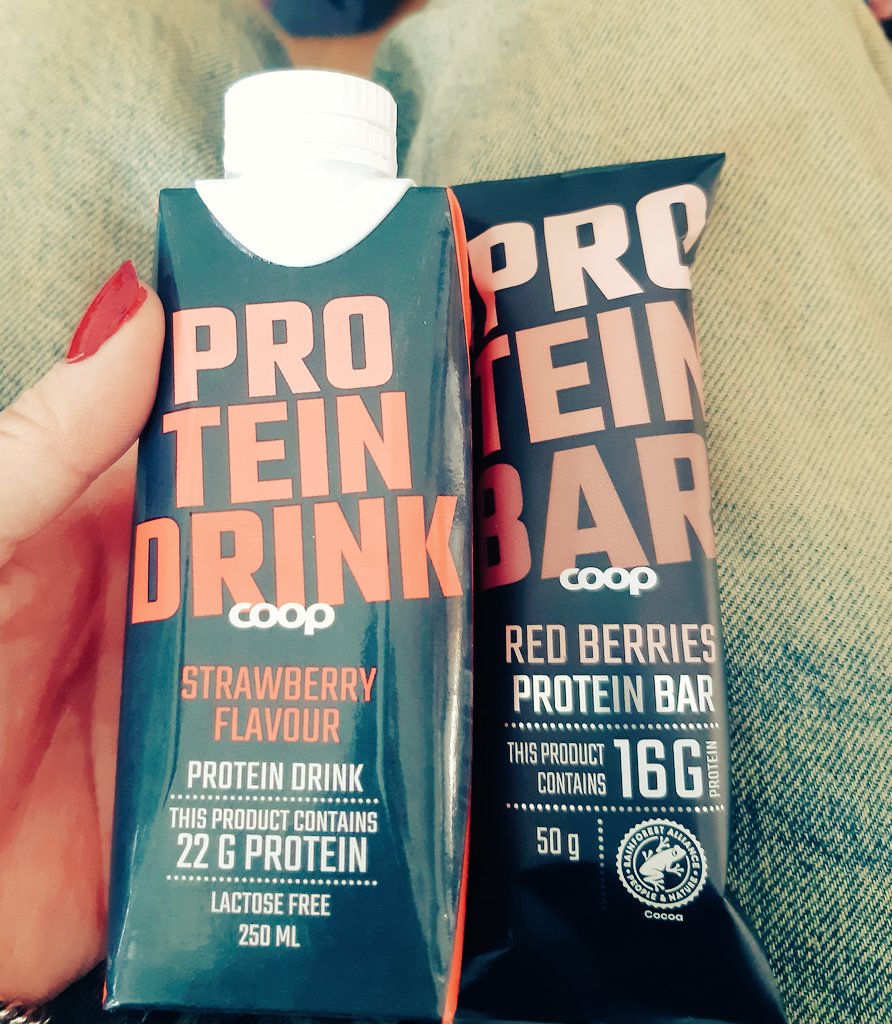 PRO
TEIN
DRINK
coop
STRAWBERRY
FLAVOUR
PROTEIN DRINK
THIS PRODUCT CONTAINS
22 G PROTEIN
LACTOSE FREE
250 ML
PRO
TEIN
BAR
coop
RED BERRIES
PROTEIN BAR
THIS PRODUCT
CONTAINS
16G
PROTEIN
50 g
RAINFOREST ALLIANCE
PEOPLE & NATURE
Cocoa